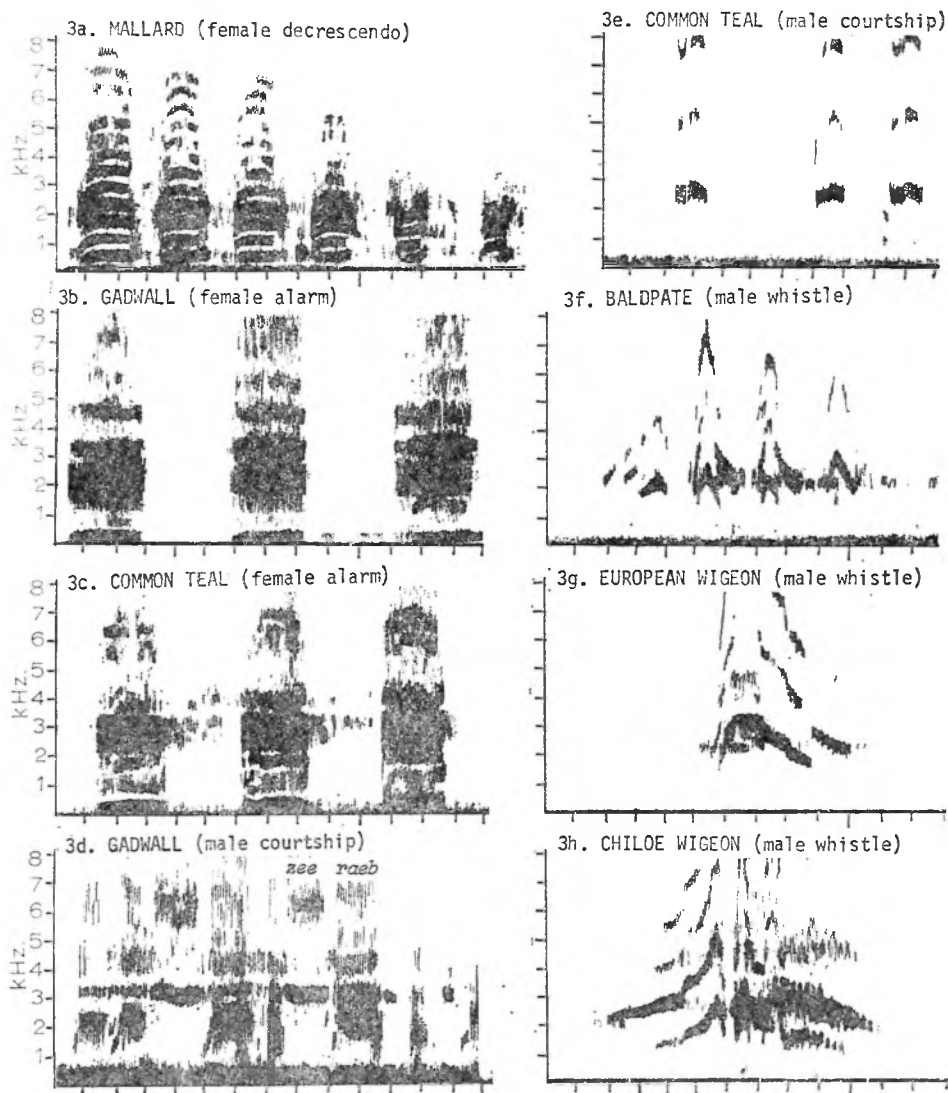 3a. MALLARD (female decrescendo)
8
7
6
5
4
3
2
1
KHz.
3b. GADWALL (female alarm)
8
7
6
5
4
3
2
1
KHz.
3c. COMMON TEAL (female alarm)
8
7
6
5
4
3
2
1
KHz.
3d. GADWALL (male courtship)
zee raeb
8
7
6
5
4
3
2
1
KHz.
3e. COMMON TEAL (male courtship)
3f. BALDPATE (male whistle)
3g. EUROPEAN WIGEON (male whistle)
3h. CHILOE WIGEON (male whistle)